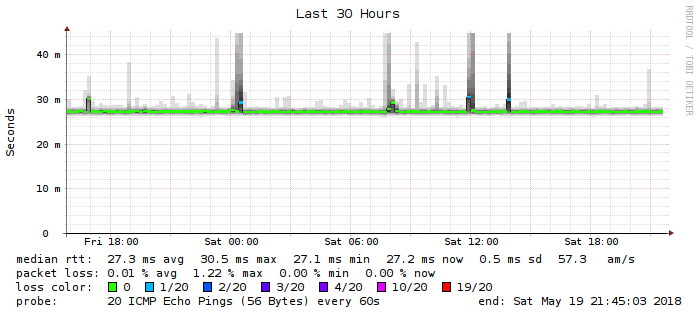 Last 30 Hours
RRDTOOL / TOBI OETIKER
Seconds
40 m
30 m
20 m
10 m
0
Fri 18:00 Sat 00:00 Sat 06:00 Sat 12:00 Sat 18:00
median rtt: 27.3 ms avg 30.5 ms max 27.1 ms min 27.2 ms now 0.5 ms sd 57.3 am/s
packet loss: 0.01 % avg 1.22 % max 0.00 % min 0.00 % now
loss color: 0 1/20 2/20 3/20 4/20 10/20 19/20
probe: 20 ICMP Echo Pings (56 Bytes) every 60s end: Sat May 19 21:45:03 2018